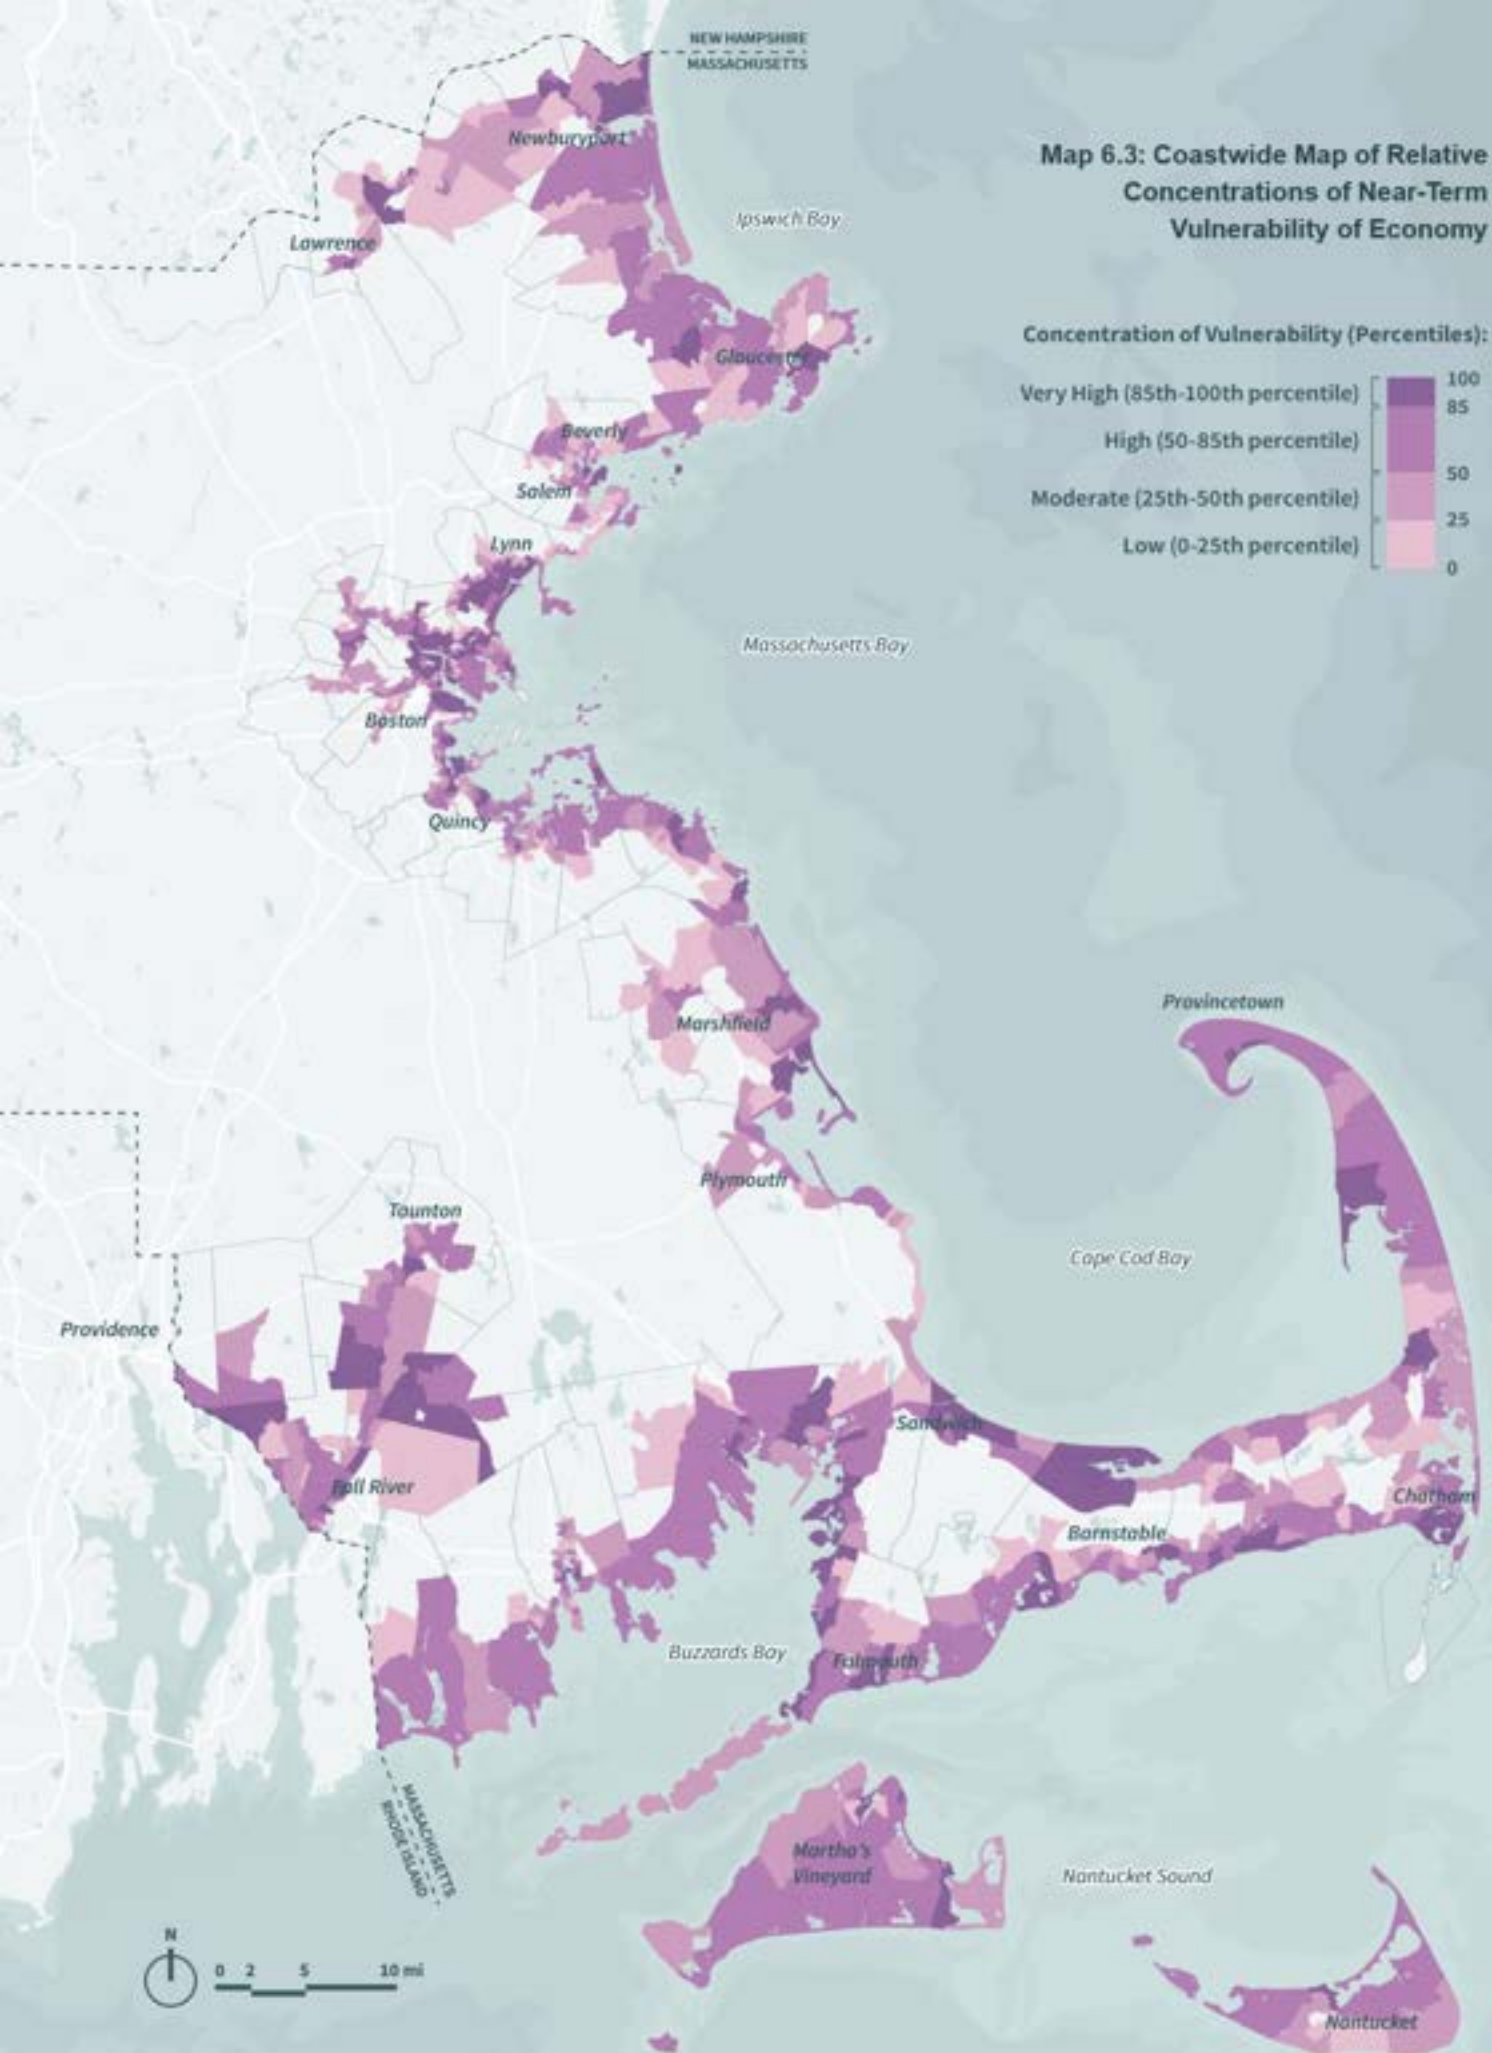 NEW HAMPSHIRE
MASSACHUSETTS
Newburyport
Map 6.3: Coastwide Map of Relative
Concentrations of Near-Term
Vulnerability of Economy
Ipswich Bay
Lawrence
Concentration of Vulnerability (Percentiles):
Gloucester
Very High (85th-100th percentile)
100
85
High (50-85th percentile)
50
Moderate (25th-50th percentile)
25
Low (0-25th percentile)
0
Beverly
Salem
Lynn
Massachusetts Bay
Boston
Quincy
Provincetown
Marshfield
Plymouth
Taunton
Cape Cod Bay
Providence
Sandwich
Fall River
Chatham
Barnstable
Buzzards Bay
Falmouth
MASSACHUSETTS
RHODE ISLAND
Martha's
Vineyard
Nantucket Sound
N
0 2 5 10 mi
Nantucket